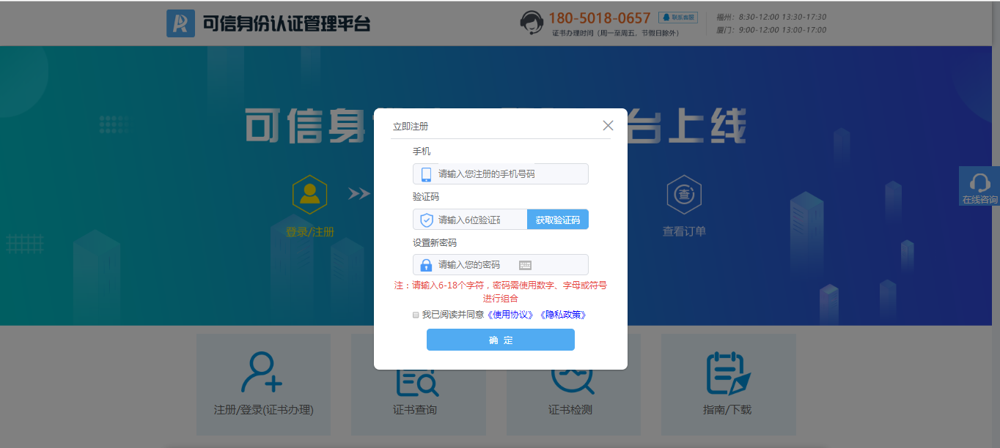 可信身份认证管理平台
180-5018-0657
联系客服
证书办理时间（周一至周五，节假日除外）
福州：8:30-12:00 13:30-17:30
厦门：9:00-12:00 13:00-17:00
可信身
台上线
立即注册
手机
请输入您注册的手机号码
验证码
请输入6位验证码
获取验证码
设置新密码
请输入您的密码
注：请输入6-18个字符，密码需使用数字、字母或符号
进行组合
我已阅读并同意《使用协议》《隐私政策》
确 定
登录/注册
查
查看订单
在线咨询
注册/登录(证书办理)
证书查询
证书检测
指南/下载